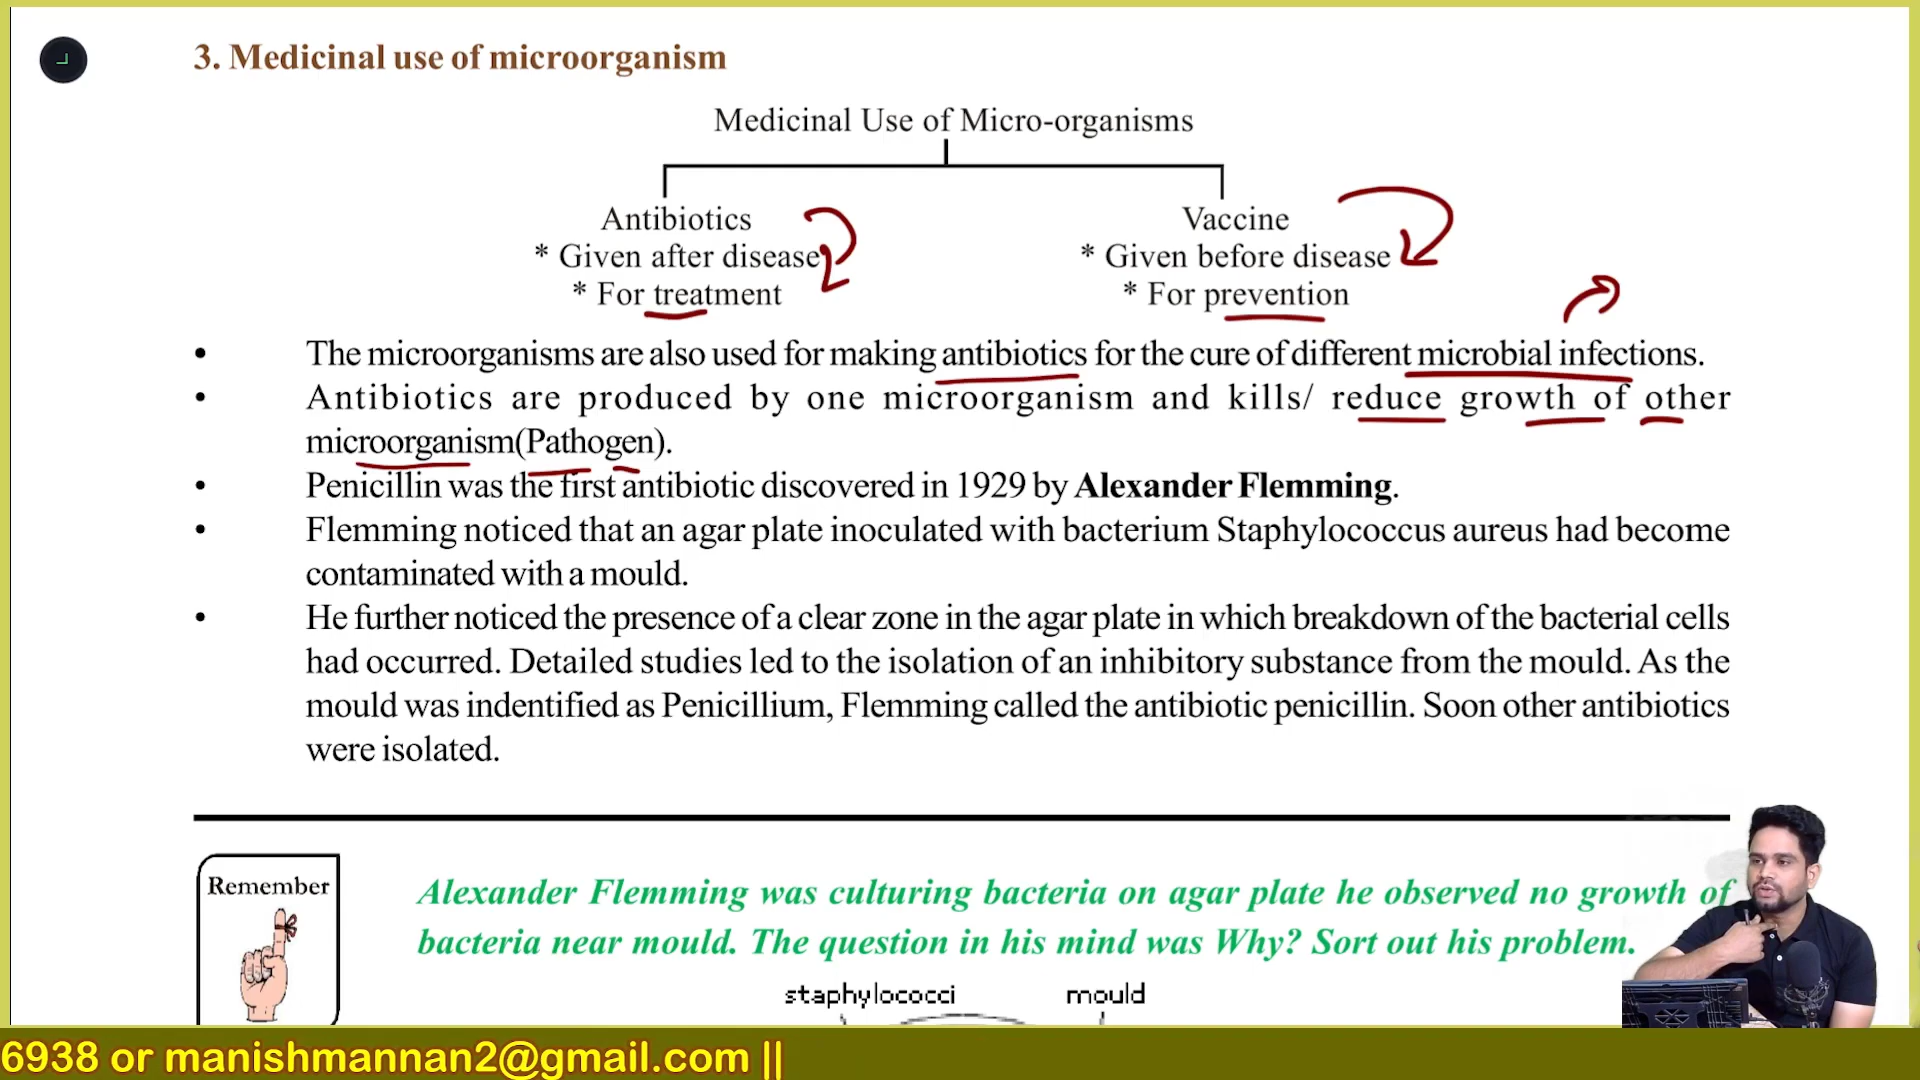 3. Medicinal use of microorganism
Medicinal Use of Micro-organisms
Antibiotics
* Given after disease
* For treatment
Vaccine
* Given before disease
* For prevention
• The microorganisms are also used for making antibiotics for the cure of different microbial infections.
• Antibiotics are produced by one microorganism and kills/ reduce growth of other
microorganism(Pathogen).
• Penicillin was the first antibiotic discovered in 1929 by Alexander Flemming.
• Flemming noticed that an agar plate inoculated with bacterium Staphylococcus aureus had become
contaminated with a mould.
• He further noticed the presence of a clear zone in the agar plate in which breakdown of the bacterial cells
had occurred. Detailed studies led to the isolation of an inhibitory substance from the mould. As the
mould was indentified as Penicillium, Flemming called the antibiotic penicillin. Soon other antibiotics
were isolated.
Remember
Alexander Flemming was culturing bacteria on agar plate he observed no growth of
bacteria near mould. The question in his mind was Why? Sort out his problem.
staphylococci mould
6938 or manishmannan2@gmail.com ||